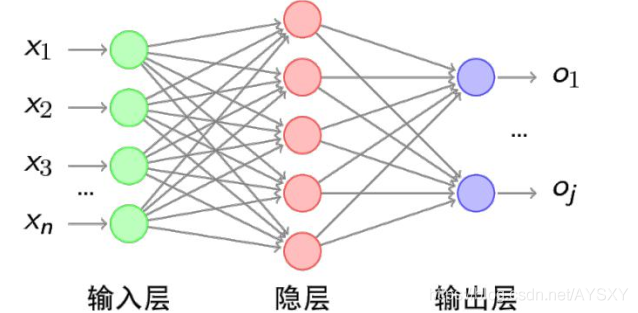 x1
x2
x3
...
xn
o1
...
oj
输入层 隐层 输出层
https://blog.csdn.net/AYSXY